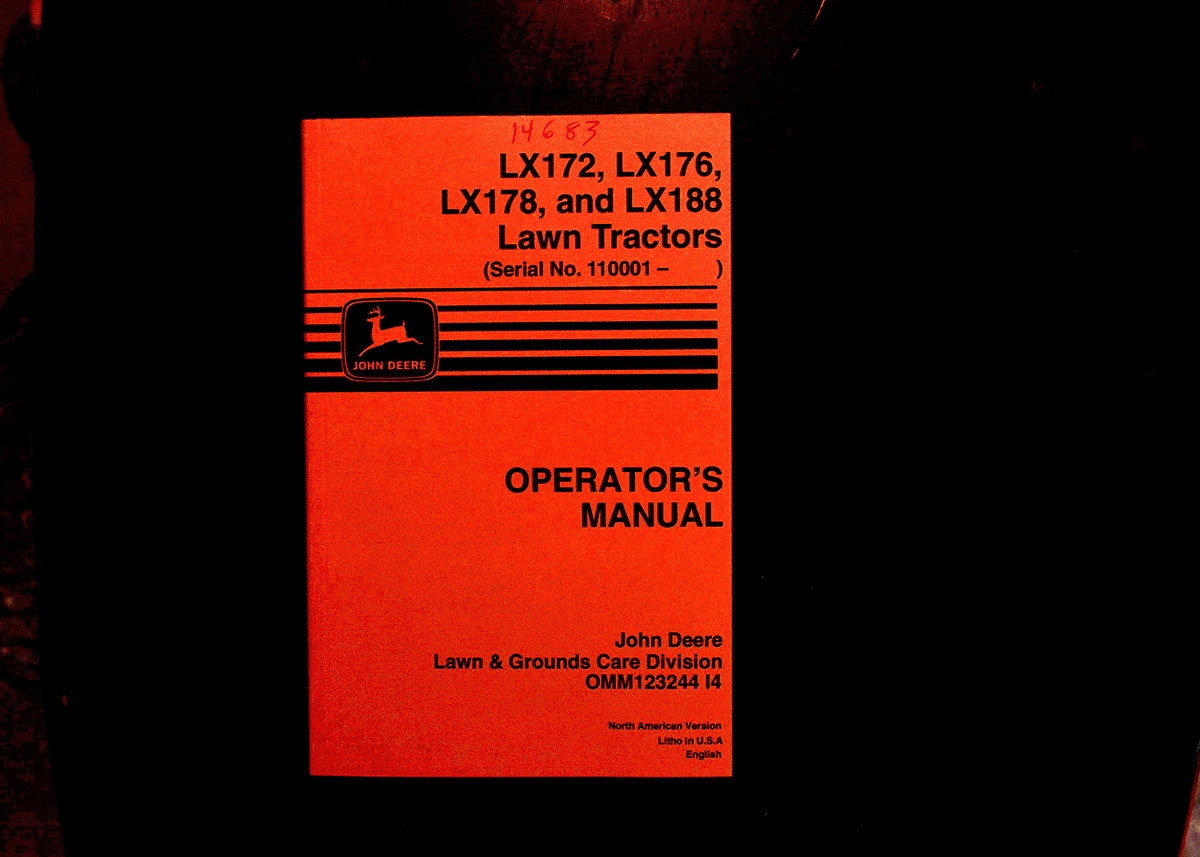 14683
LX172, LX176,
LX178, and LX188
Lawn Tractors
(Serial No. 110001 – )
JOHN DEERE
OPERATOR'S
MANUAL
John Deere
Lawn & Grounds Care Division
OMM123244 I4
North American Version
Litho in U.S.A
English